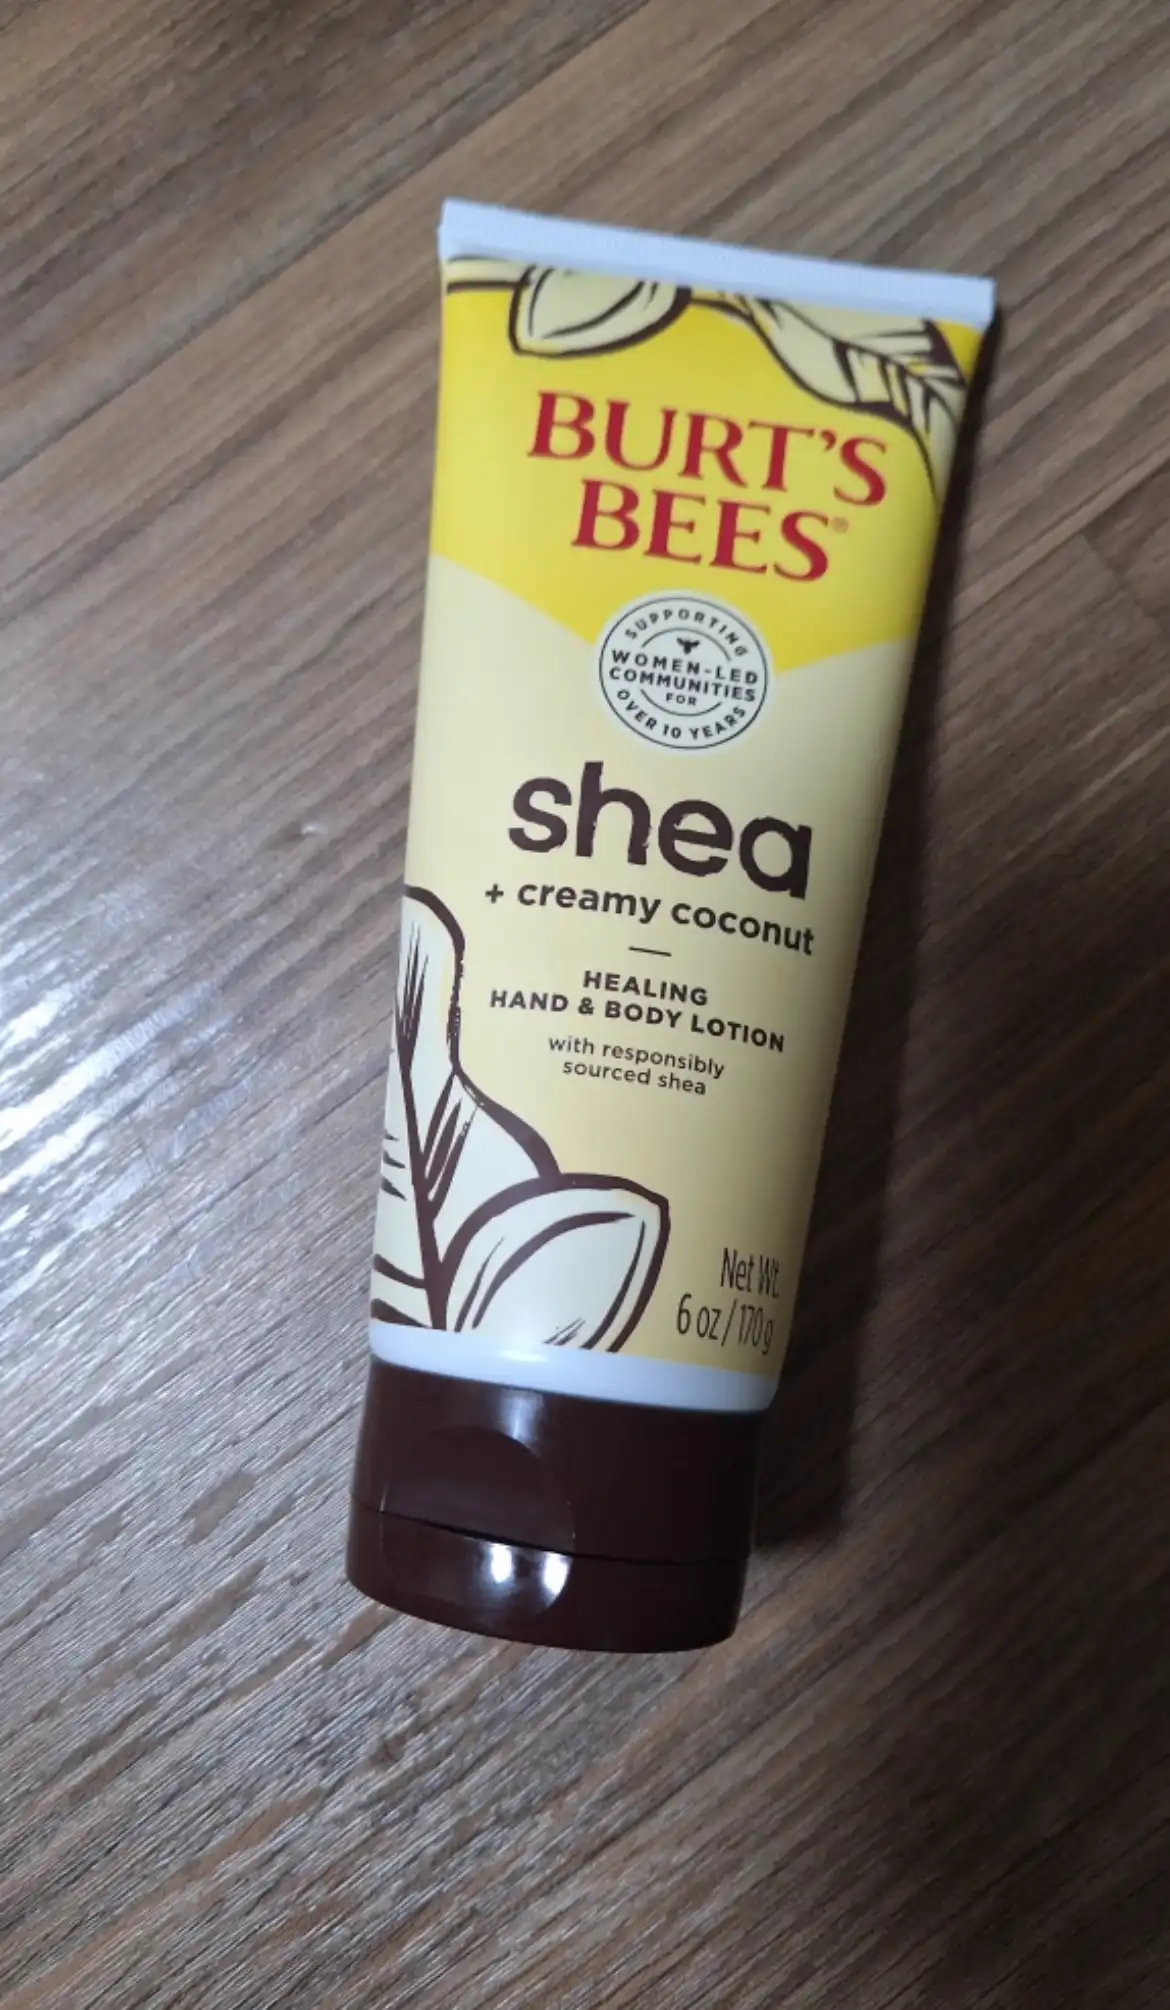 BURT'S
BEES®
SUPPORTING
WOMEN-LED
COMMUNITIES
FOR
OVER 10 YEARS
shea
+ creamy coconut
HEALING
HAND & BODY LOTION
with responsibly
sourced shea
Net Wt.
6 oz / 170 g